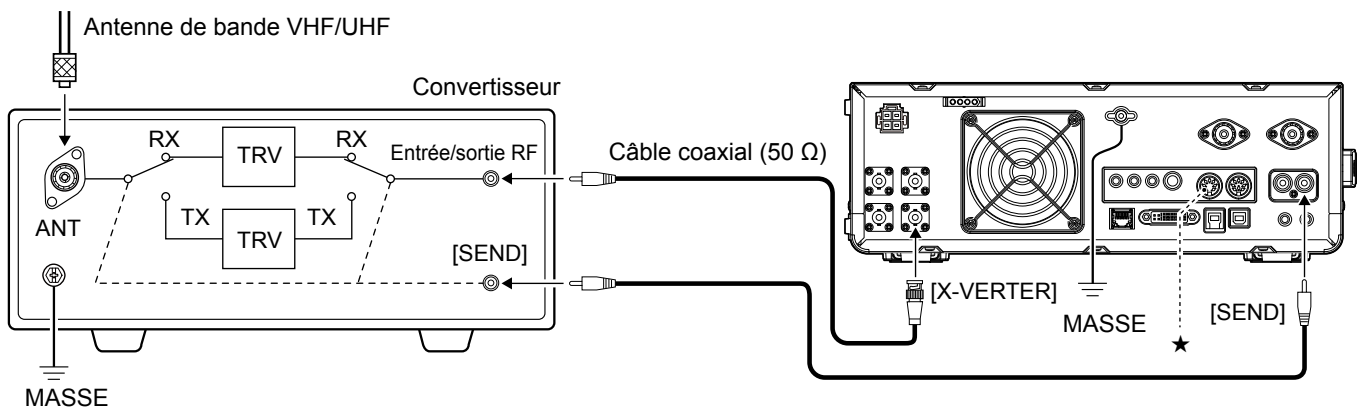 Antenne de bande VHF/UHF
Convertisseur
RX
RX
TRV
Entrée/sortie RF
Câble coaxial (50 Ω)
ANT
TX
TX
TRV
[SEND]
[X-VERTER]
MASSE
[SEND]
★
MASSE